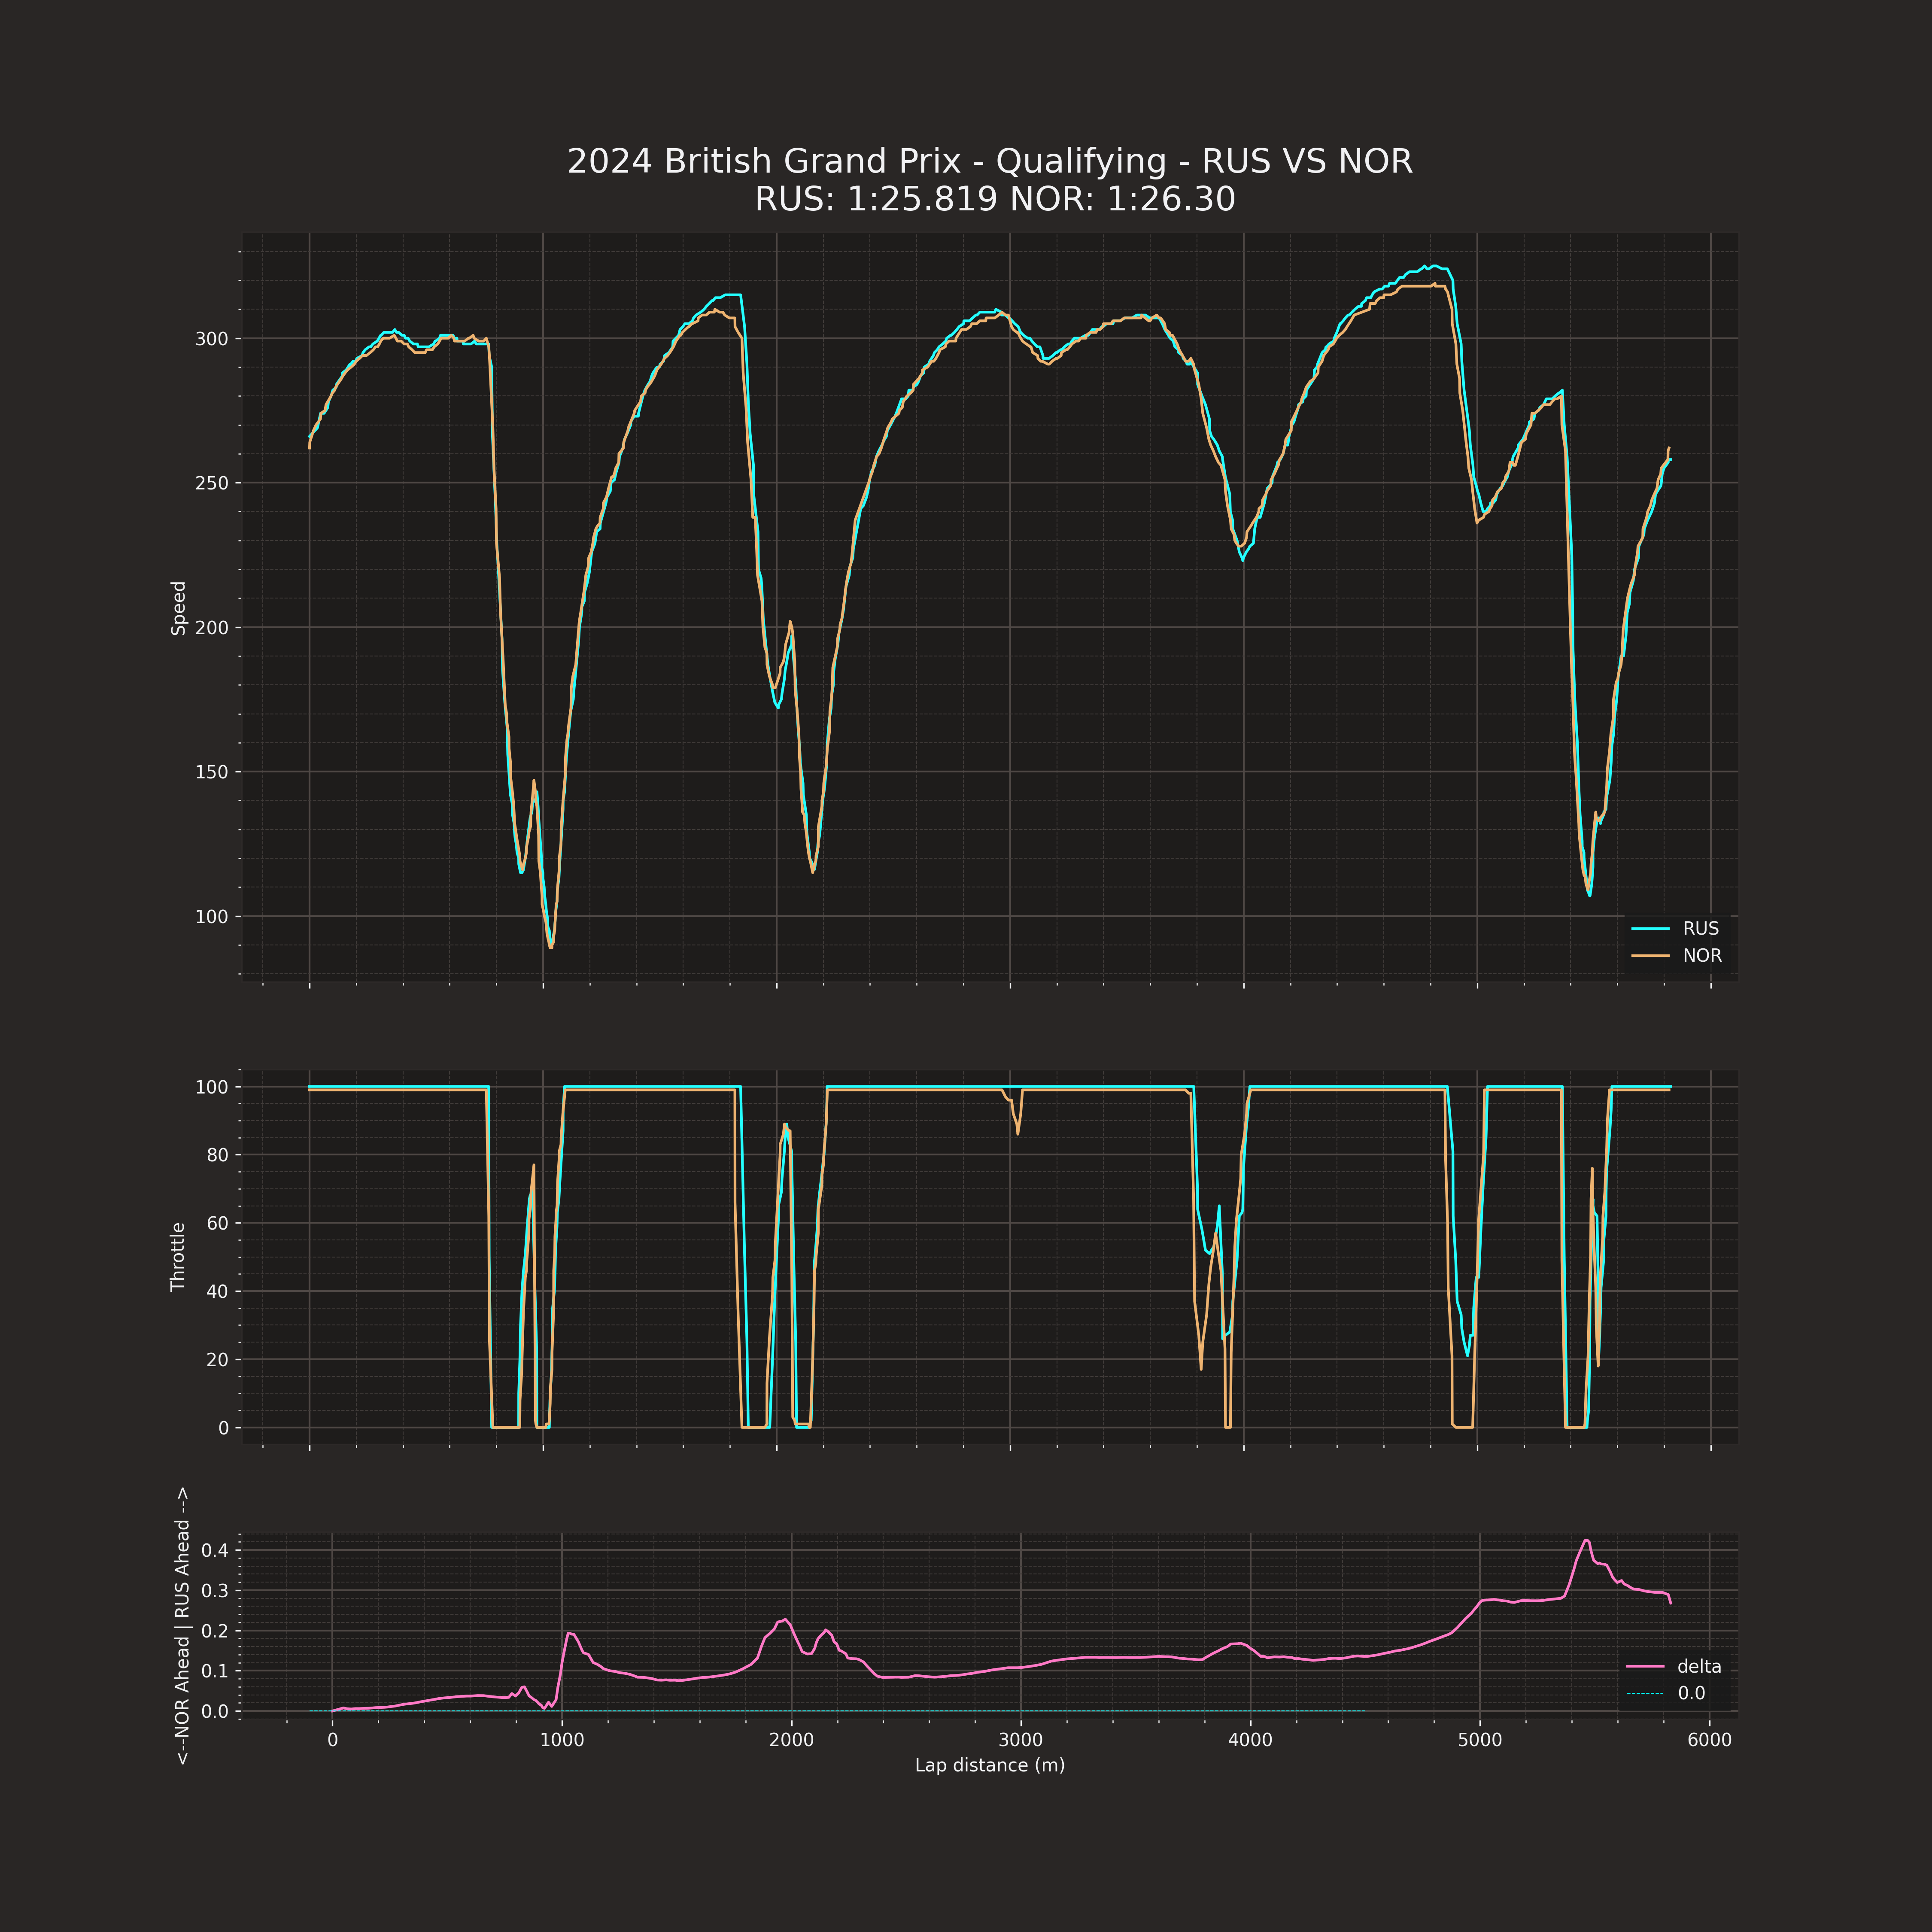 2024 British Grand Prix - Qualifying - RUS VS NOR
RUS: 1:25.819 NOR: 1:26.30
Speed
300
250
200
150
100
RUS
NOR
Throttle
100
80
60
40
20
0
<--NOR Ahead | RUS Ahead -->
0.4
0.3
0.2
0.1
0.0
delta
0.0
0 1000 2000 3000 4000 5000 6000
Lap distance (m)